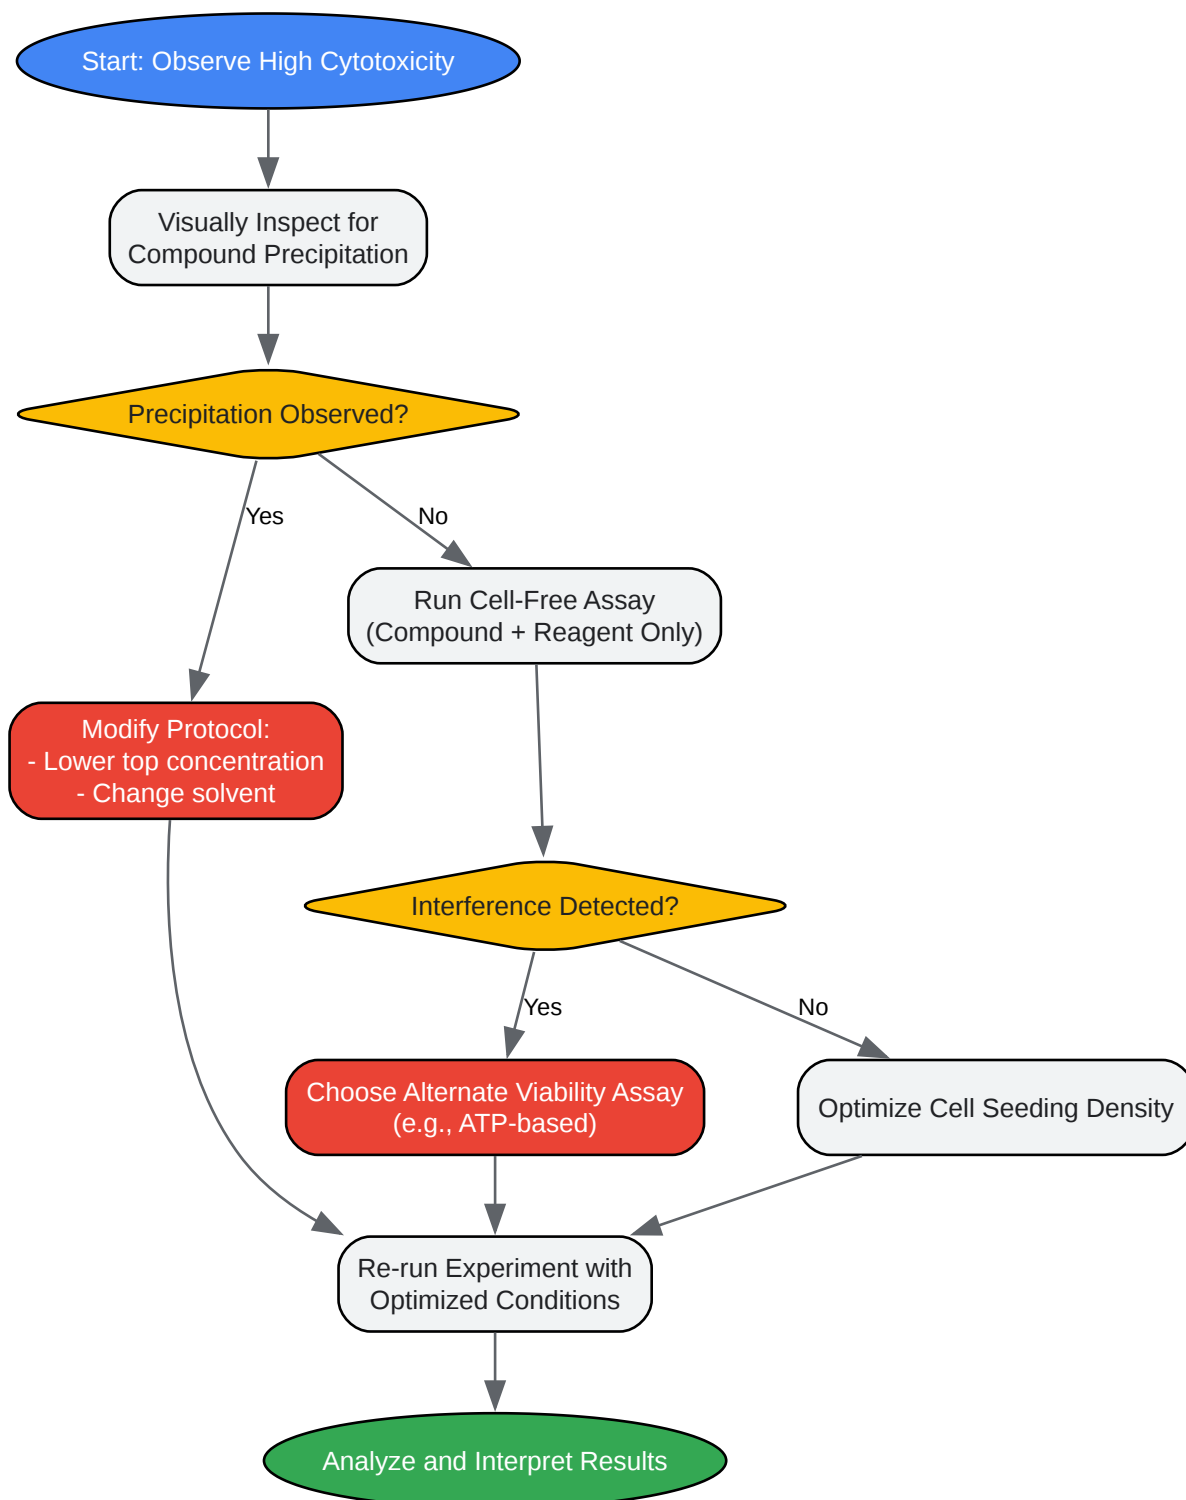 Start: Observe High Cytotoxicity
Visually Inspect for
Compound Precipitation
Precipitation Observed?
Yes
No
Run Cell-Free Assay
(Compound + Reagent Only)
Modify Protocol:
- Lower top concentration
- Change solvent
Interference Detected?
Yes
No
Choose Alternate Viability Assay
(e.g., ATP-based)
Optimize Cell Seeding Density
Re-run Experiment with
Optimized Conditions
Analyze and Interpret Results